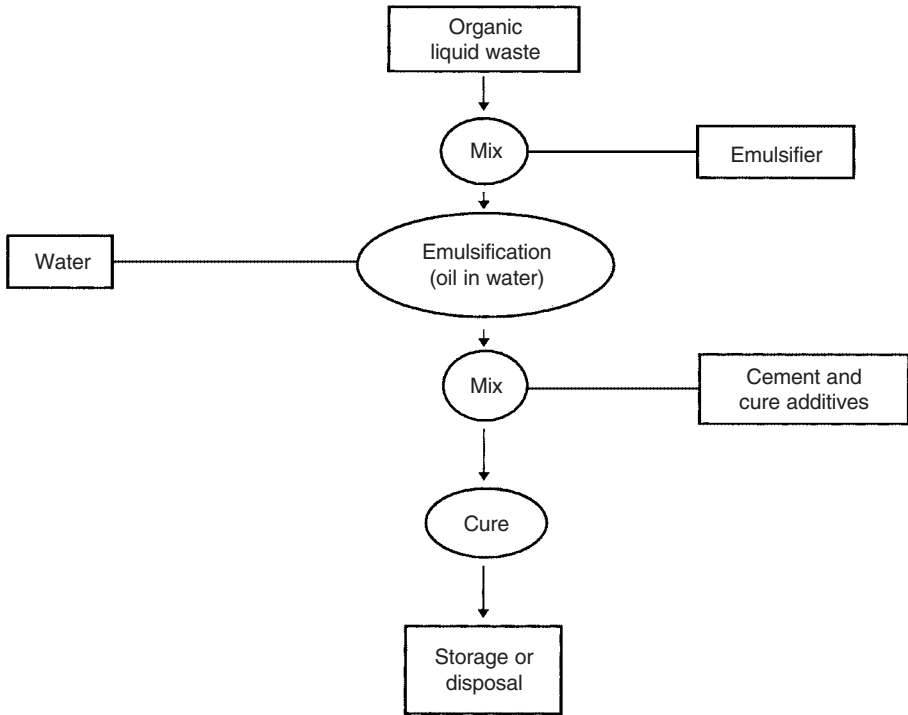 Organic
liquid waste
Mix
Emulsifier
Emulsification
(oil in water)
Water
Mix
Cement and
cure additives
Cure
Storage or
disposal